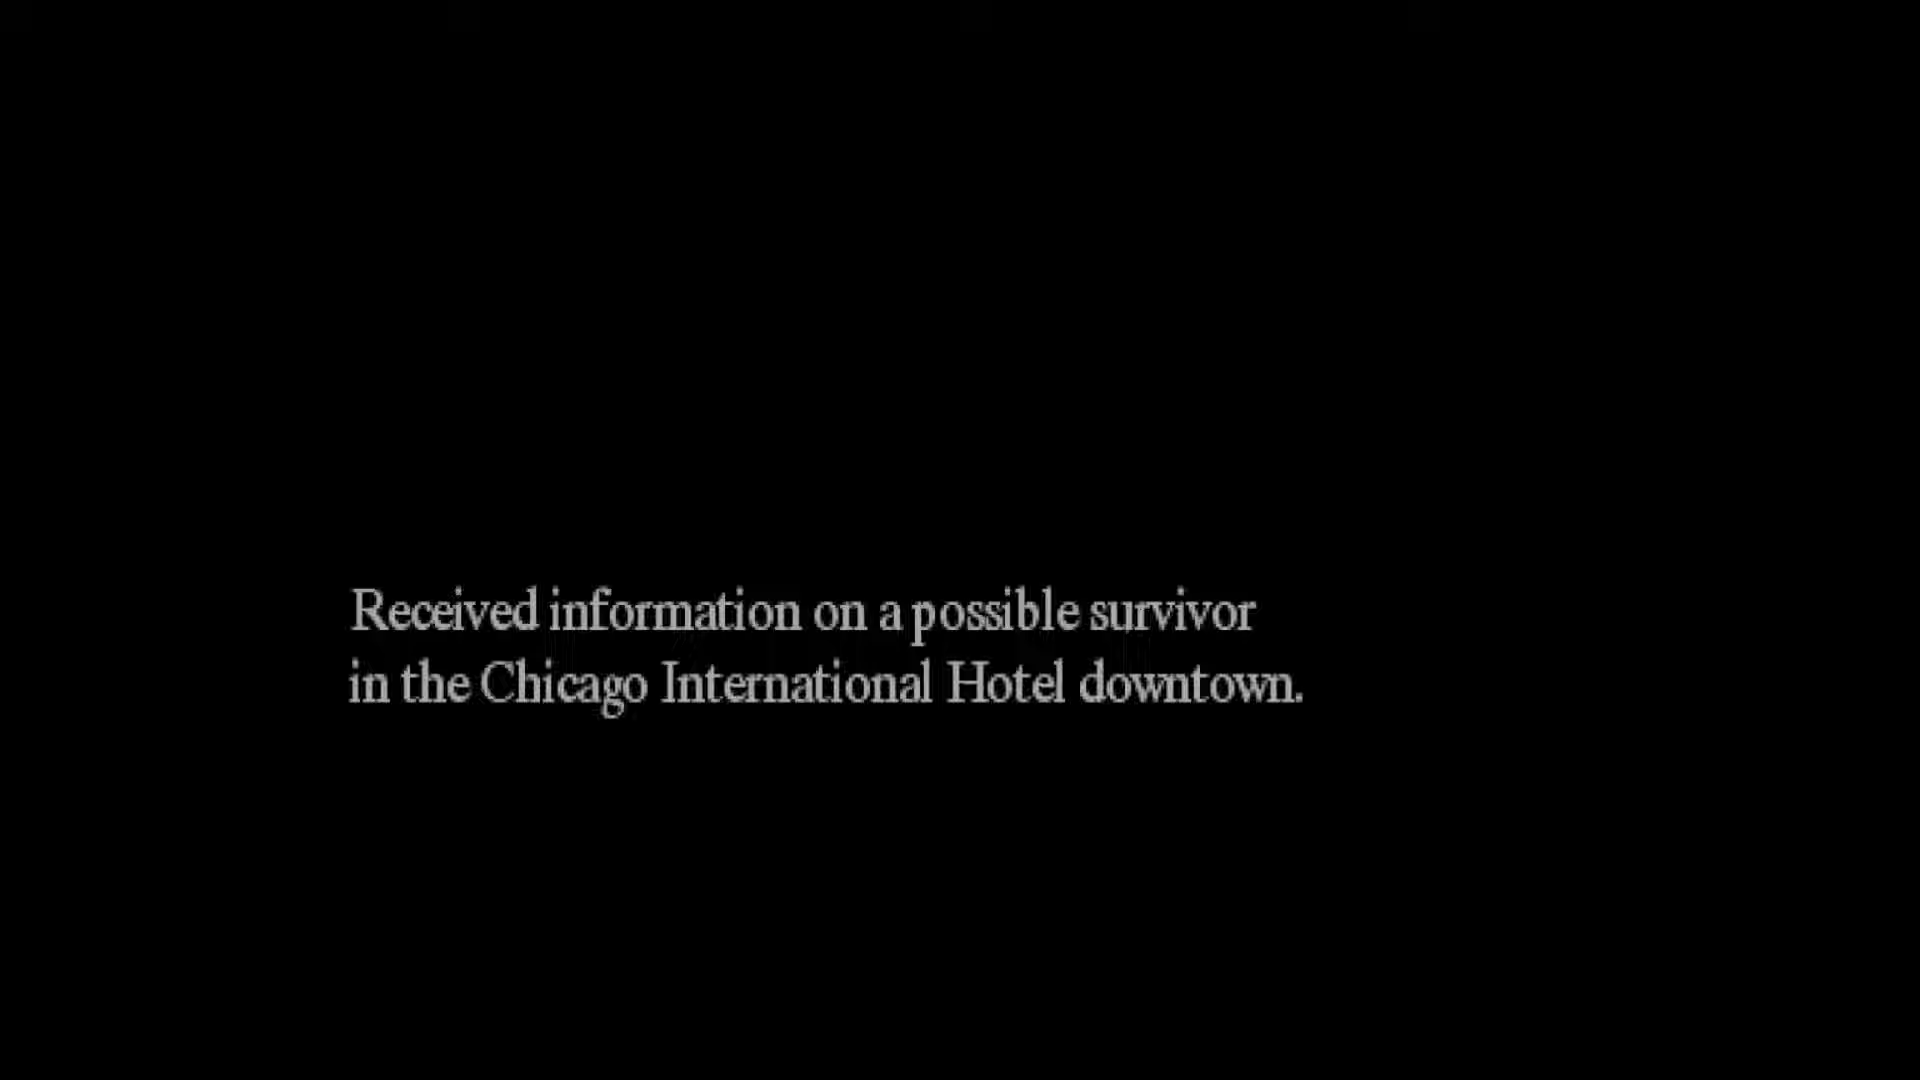 Received information on a possible survivor
in the Chicago International Hotel downtown.